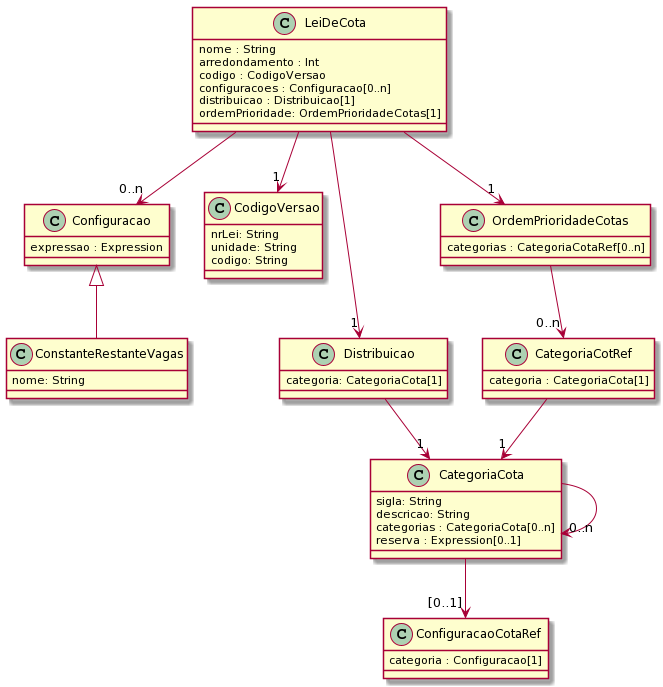 C LeiDeCota
nome : String
arredondamento : Int
codigo : CodigoVersao
configuracoes : Configuracao[0..n]
distribuicao : Distribuicao[1]
ordemPrioridade: OrdemPrioridadeCotas[1]
0..n
1
1
1
C Configuracao
expressao : Expression
C CodigoVersao
nrLei: String
unidade: String
codigo: String
C OrdemPrioridadeCotas
categorias : CategoriaCotaRef[0..n]
0..n
C ConstanteRestanteVagas
nome: String
C Distribuicao
categoria: CategoriaCota[1]
C CategoriaCotRef
categoria : CategoriaCota[1]
1
1
C CategoriaCota
sigla: String
descricao: String
categorias : CategoriaCota[0..n]
reserva : Expression[0..1]
0..n
[0..1]
C ConfiguracaoCotaRef
categoria : Configuracao[1]